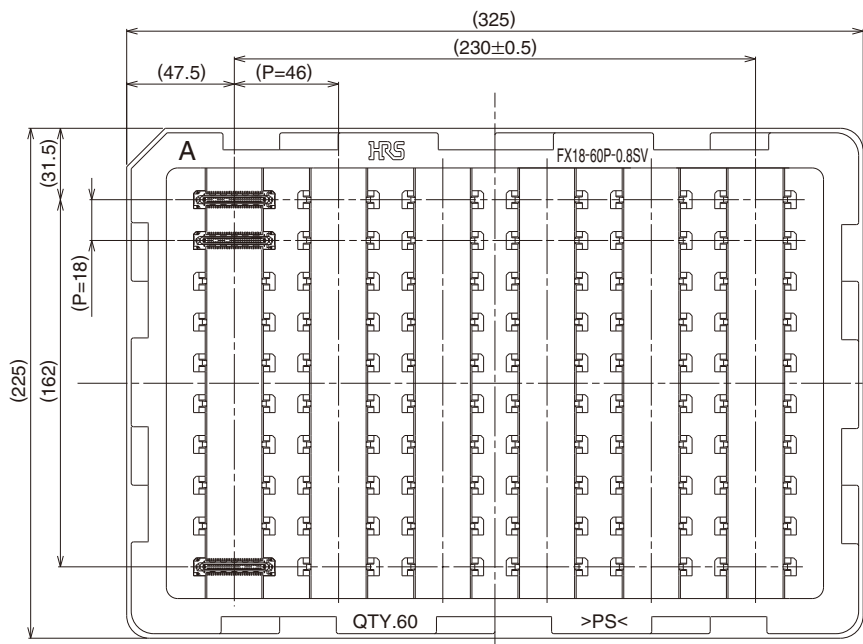 (325)
(230±0.5)
(47.5)
(P=46)
(31.5)
A
HRS
FX18-60P-0.8SV
(P=18)
(162)
(225)
QTY.60
>PS<